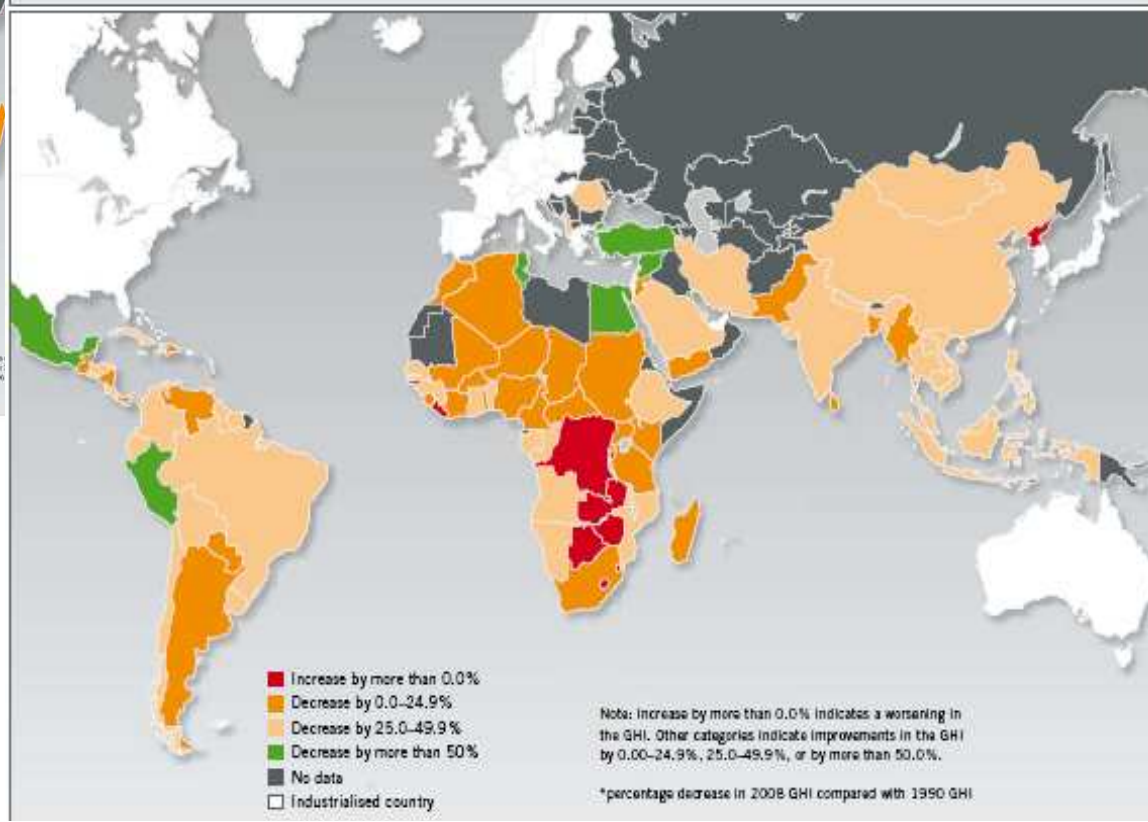 Increase by more than 0.0%
Decrease by 0.0–24.9%
Decrease by 25.0–49.9%
Decrease by more than 50%
No data
Industrialised country
Note: Increase by more than 0.0% indicates a worsening in
the GHI. Other categories indicate improvements in the GHI
by 0.00–24.9%, 25.0–49.9%, or by more than 50.0%.
*percentage decrease in 2008 GHI compared with 1990 GHI